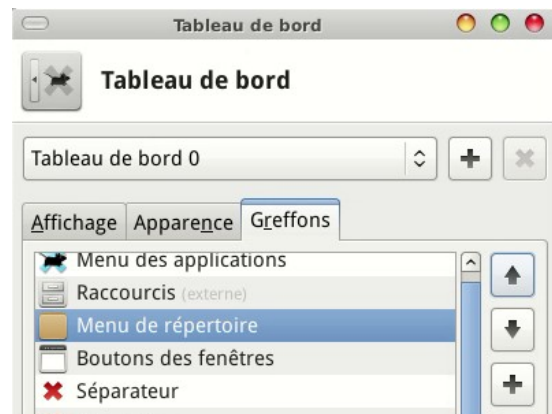 Tableau de bord
Tableau de bord
Tableau de bord 0
Affichage Apparence Greffons
Menu des applications
Raccourcis (externe)
Menu de répertoire
Boutons des fenêtres
Séparateur